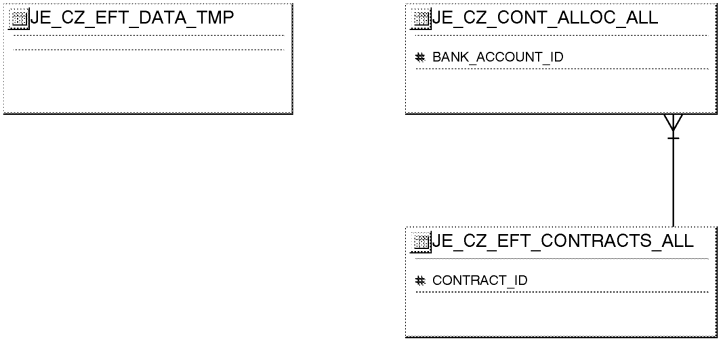 JE_CZ_EFT_DATA_TMP
JE_CZ_CONT_ALLOC_ALL
# BANK_ACCOUNT_ID
JE_CZ_EFT_CONTRACTS_ALL
# CONTRACT_ID